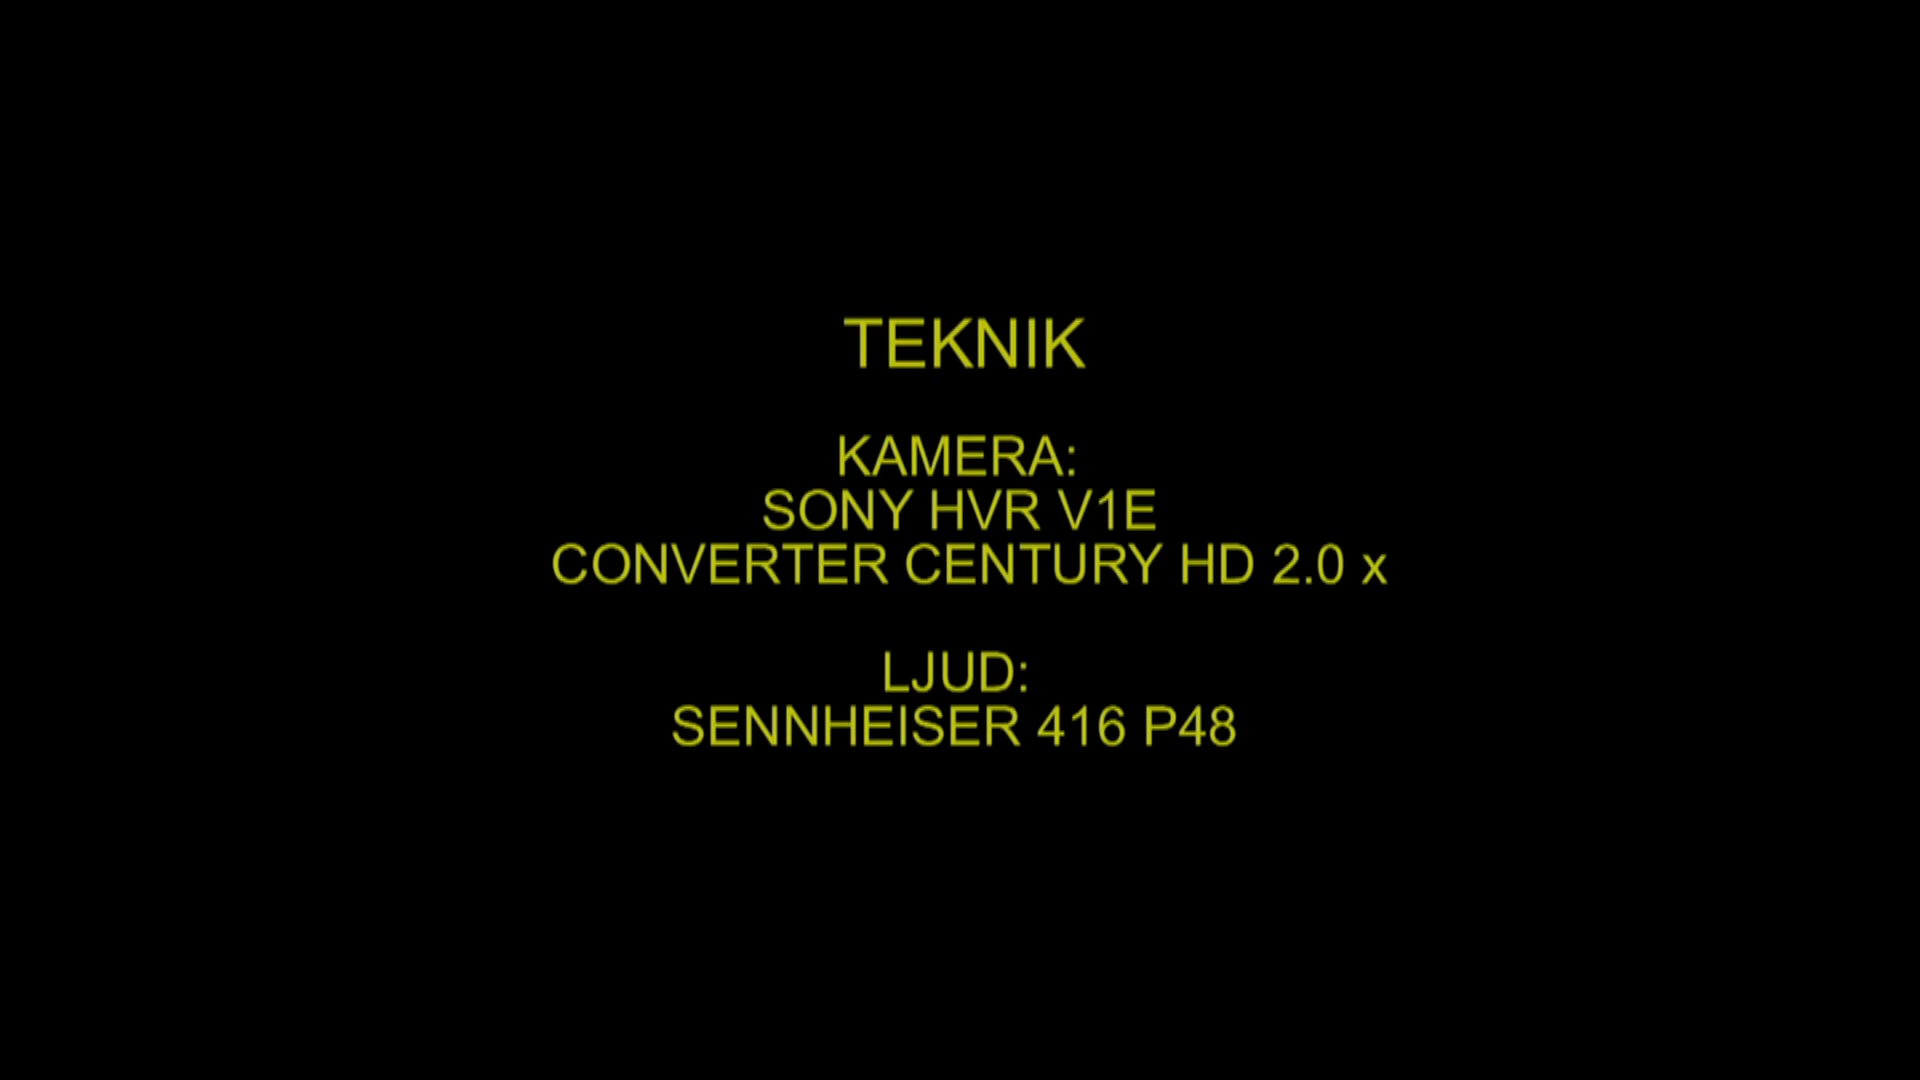 TEKNIK
KAMERA:
SONY HVR V1E
CONVERTER CENTURY HD 2.0 x
LJUD:
SENNHEISER 416 P48